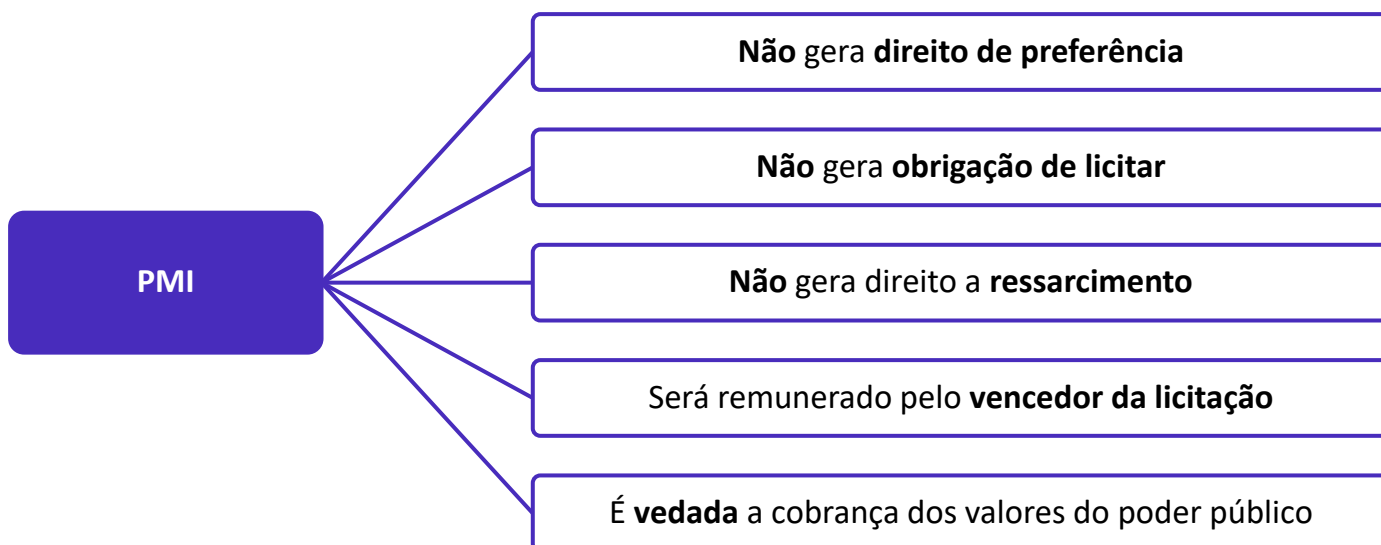 PMI
Não gera direito de preferência
Não gera obrigação de licitar
Não gera direito a ressarcimento
Será remunerado pelo vencedor da licitação
É vedada a cobrança dos valores do poder público